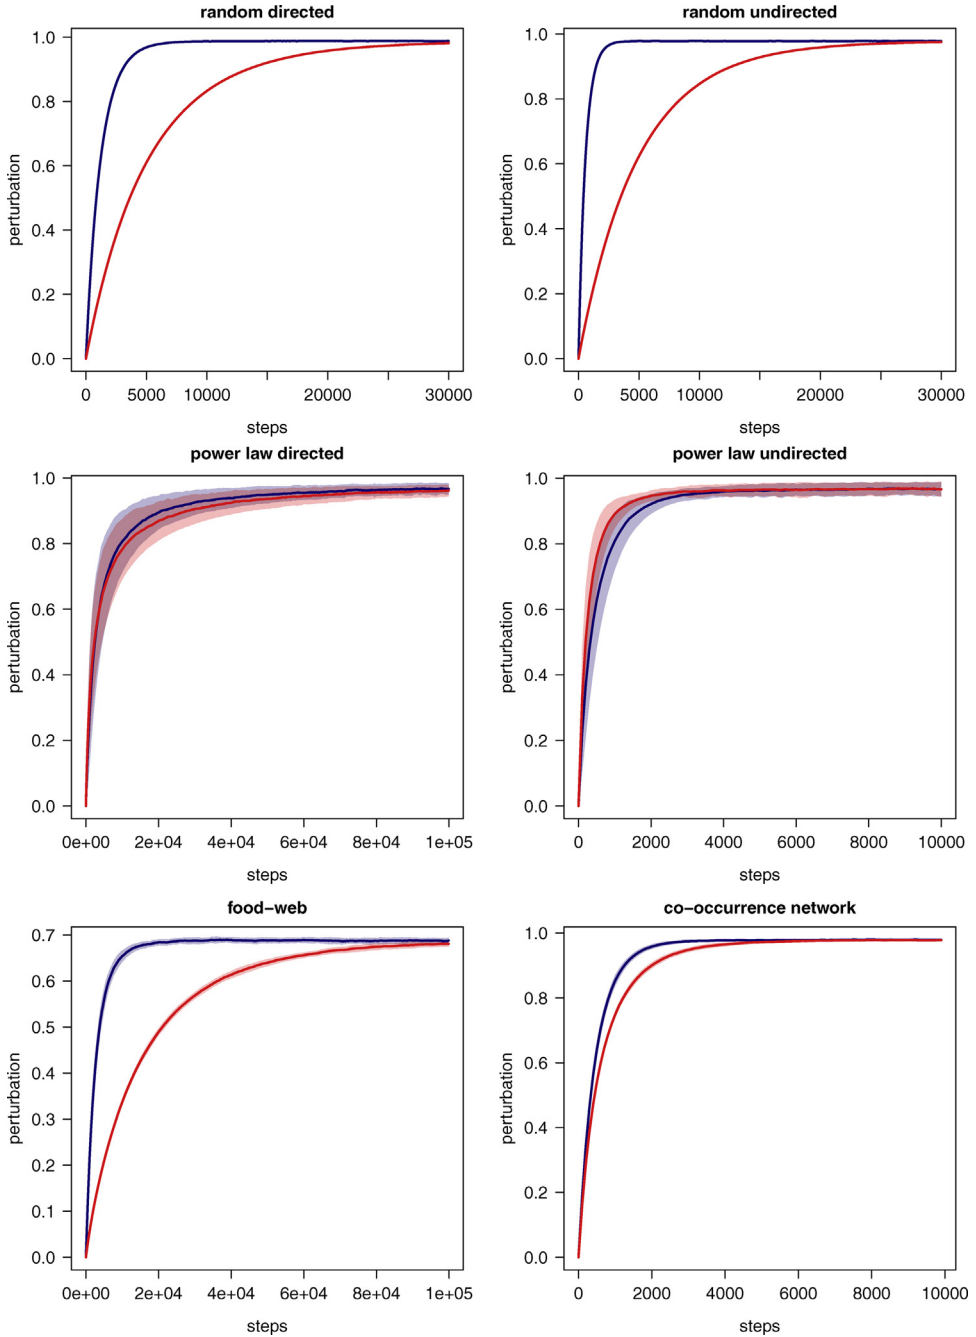 random directed
1.0
0.8
0.6
0.4
0.2
0.0
perturbation
0 5000 10000 20000 30000
steps
random undirected
1.0
0.8
0.6
0.4
0.2
0.0
perturbation
0 5000 10000 20000 30000
steps
power law directed
1.0
0.8
0.6
0.4
0.2
0.0
perturbation
0e+00 2e+04 4e+04 6e+04 8e+04 1e+05
steps
power law undirected
1.0
0.8
0.6
0.4
0.2
0.0
perturbation
0 2000 4000 6000 8000 10000
steps
food-web
0.7
0.6
0.5
0.4
0.3
0.2
0.1
0.0
perturbation
0e+00 2e+04 4e+04 6e+04 8e+04 1e+05
steps
co-occurrence network
1.0
0.8
0.6
0.4
0.2
0.0
perturbation
0 2000 4000 6000 8000 10000
steps